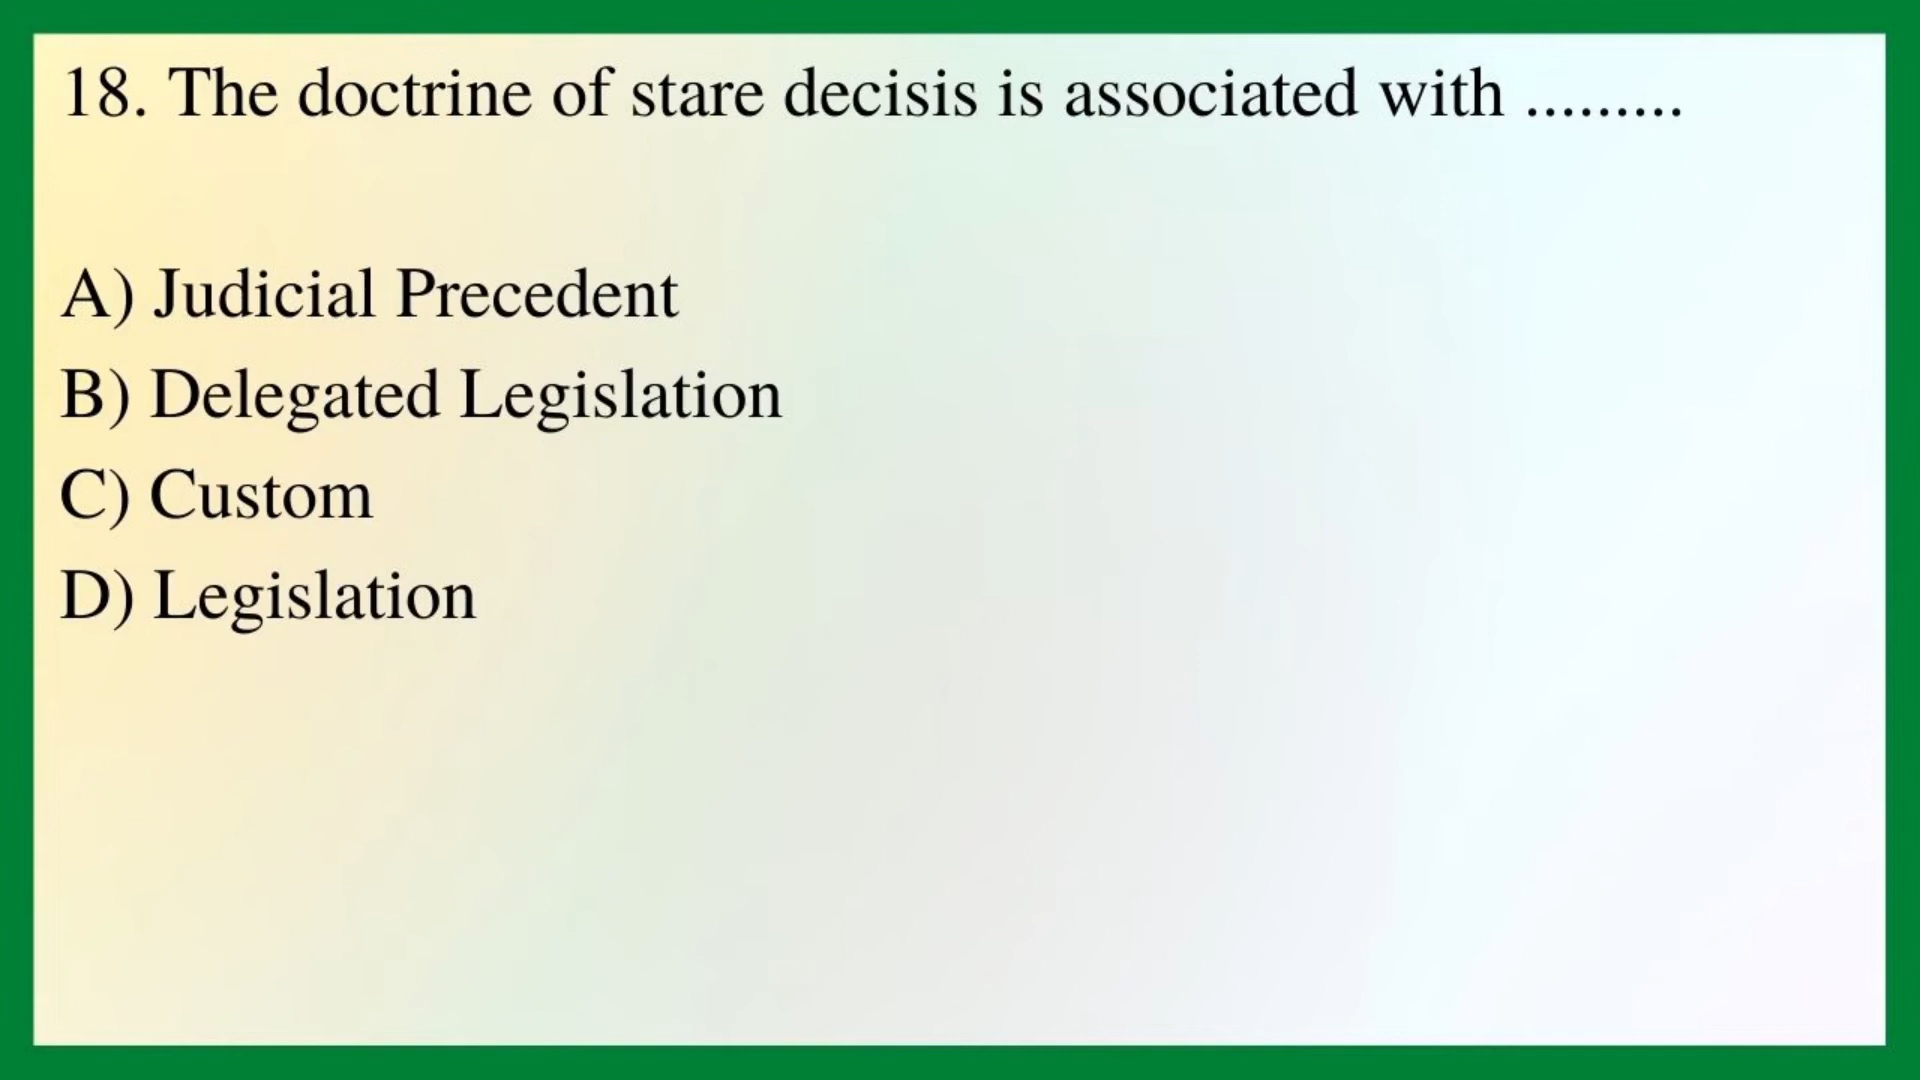 18. The doctrine of stare decisis is associated with .........
A) Judicial Precedent
B) Delegated Legislation
C) Custom
D) Legislation